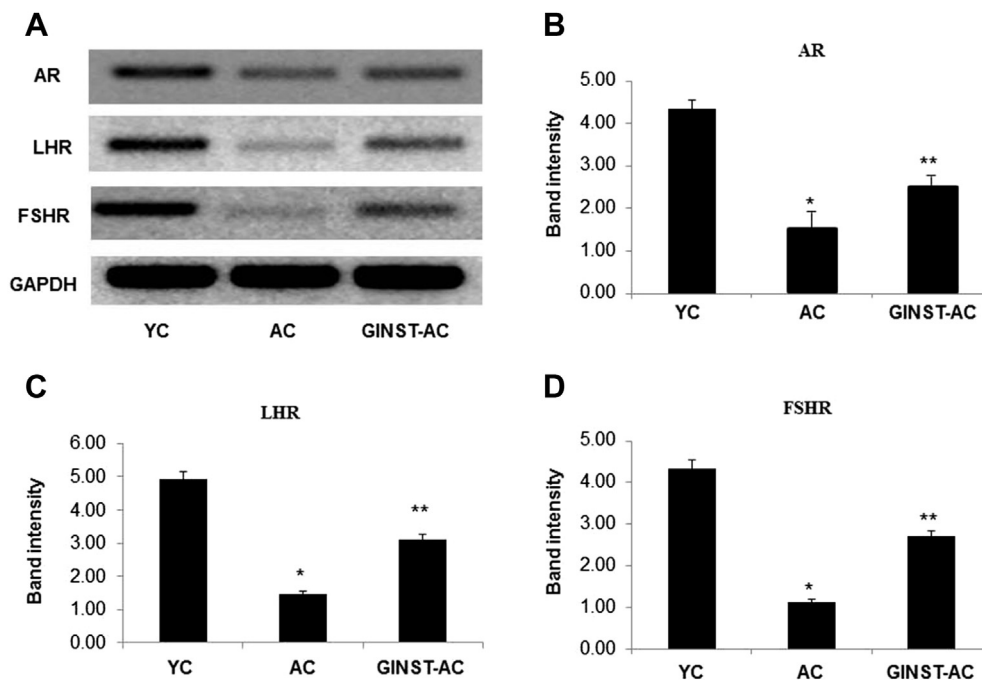 A
AR
LHR
FSHR
GAPDH
YC AC GINST-AC
B
AR
Band intensity
5.00
4.00
3.00
2.00
1.00
0.00
*
**
YC AC GINST-AC
C
LHR
Band intensity
6.00
5.00
4.00
3.00
2.00
1.00
0.00
*
**
YC AC GINST-AC
D
FSHR
Band intensity
5.00
4.00
3.00
2.00
1.00
0.00
*
**
YC AC GINST-AC